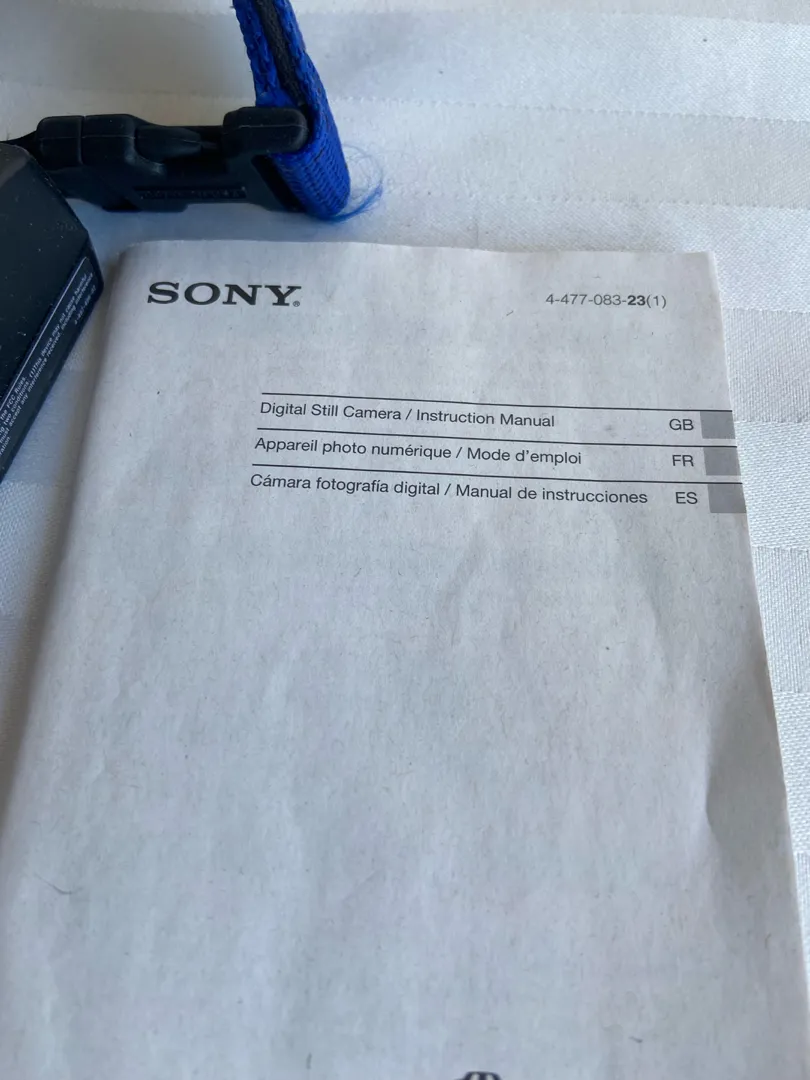 SONY®
4-477-083-23(1)
Digital Still Camera / Instruction Manual GB
Appareil photo numérique / Mode d'emploi FR
Cámara fotografía digital / Manual de instrucciones ES